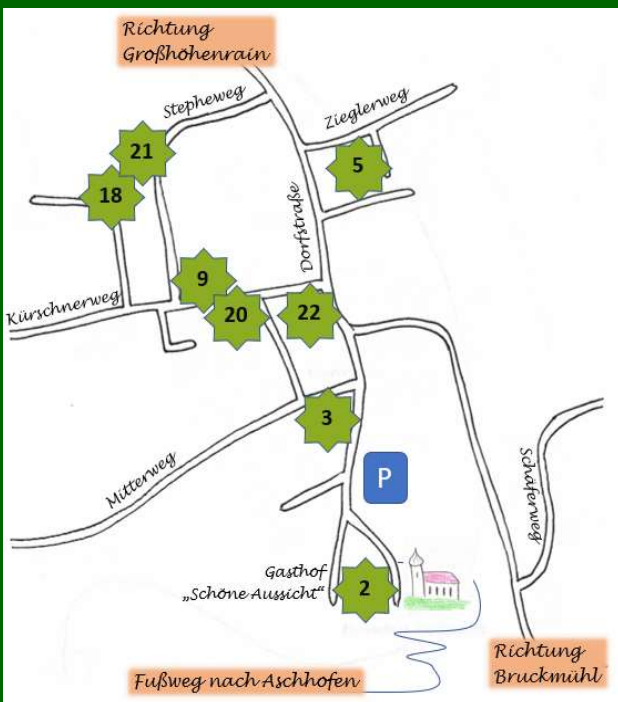 Richtung
Großhöhenrain
Stepheweg
Zieglerweg
21
5
18
Dorfstraße
9
Kürschnerweg
20
22
3
Mitterweg
P
Schäferweg
Gasthof
„Schöne Aussicht“
2
Richtung
Bruckmühl
Fußweg nach Aschhofen